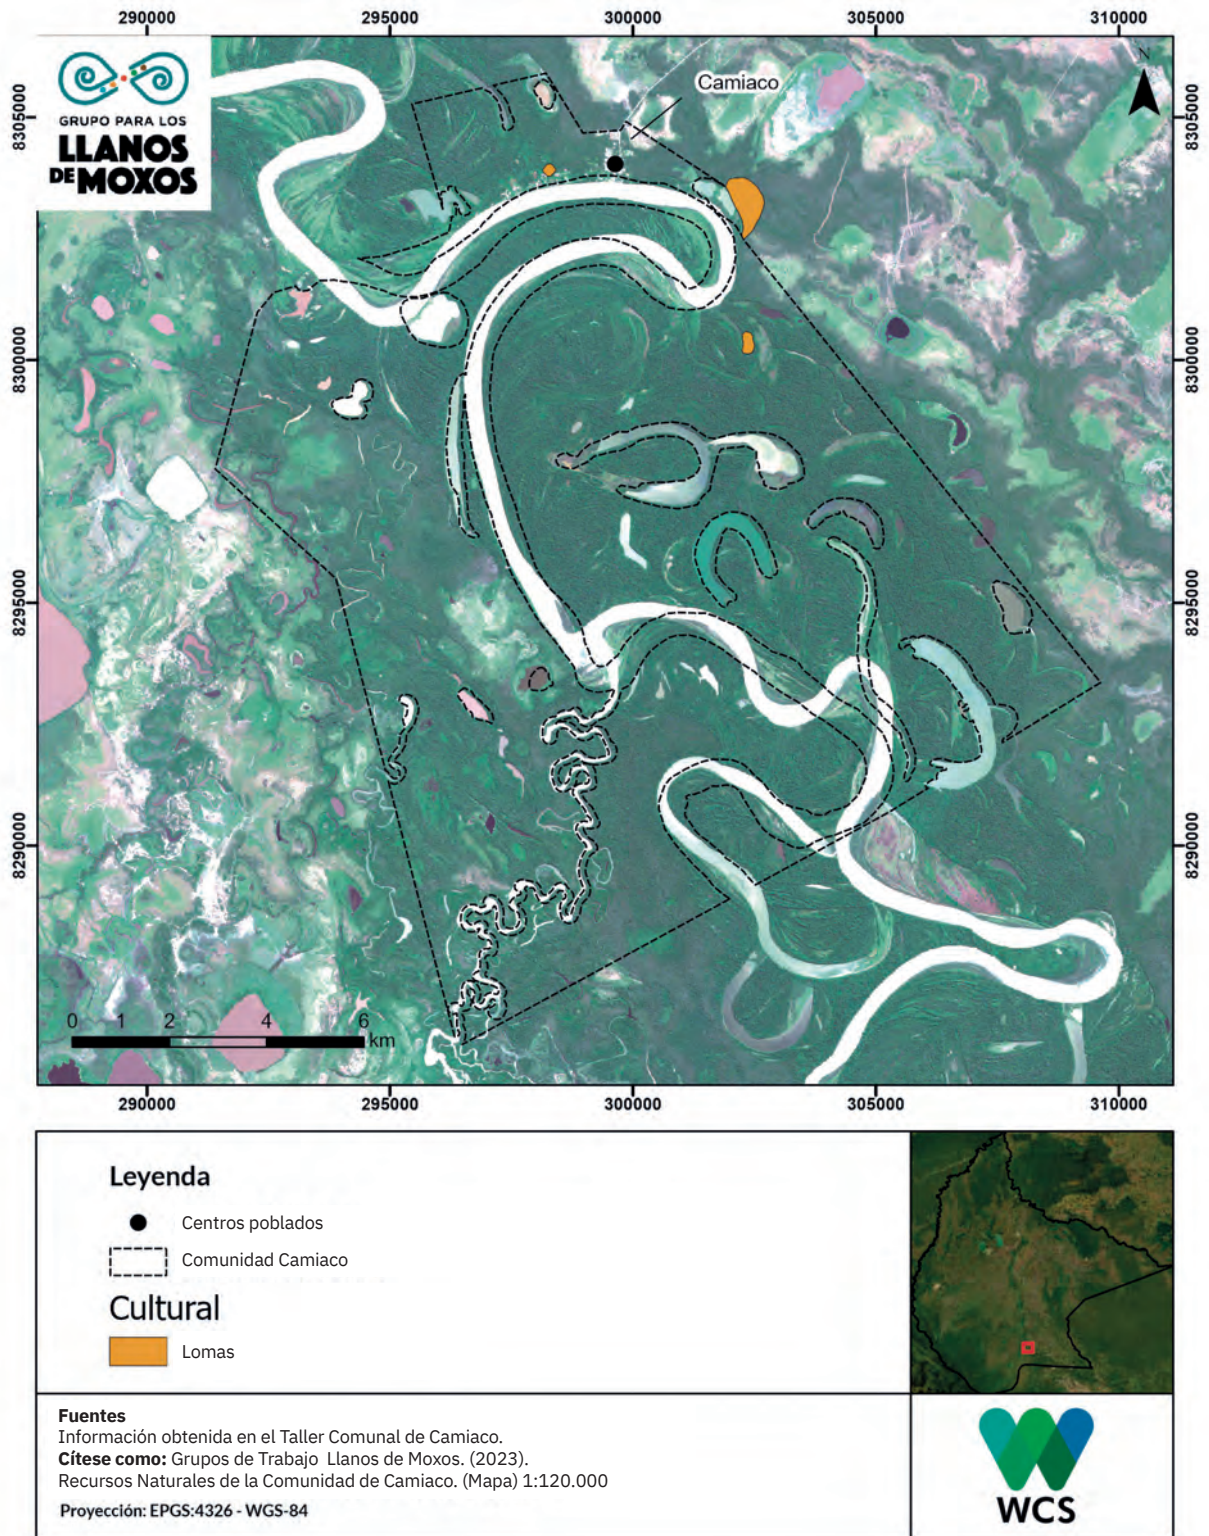 290000 295000 300000 305000 310000
GRUPO PARA LOS
LLANOS
DE MOXOS
Camiaco
N
8305000
8305000
8300000
8300000
8295000
8295000
8290000
8290000
0 1 2 4 6
km
290000 295000 300000 305000 310000
Leyenda
Centros poblados
Comunidad Camiaco
Cultural
Lomas
Fuentes
Información obtenida en el Taller Comunal de Camiaco.
Cítese como: Grupos de Trabajo Llanos de Moxos. (2023).
Recursos Naturales de la Comunidad de Camiaco. (Mapa) 1:120.000
Proyección: EPGS:4326 - WGS-84
WCS